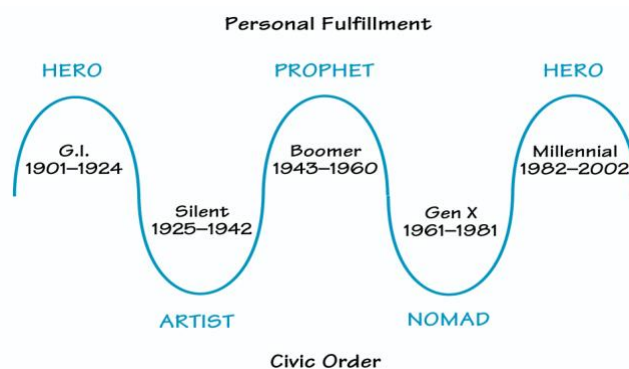 Personal Fulfillment
HERO
PROPHET
HERO
G.I.
1901–1924
Boomer
1943–1960
Millennial
1982–2002
Silent
1925–1942
Gen X
1961–1981
ARTIST
NOMAD
Civic Order